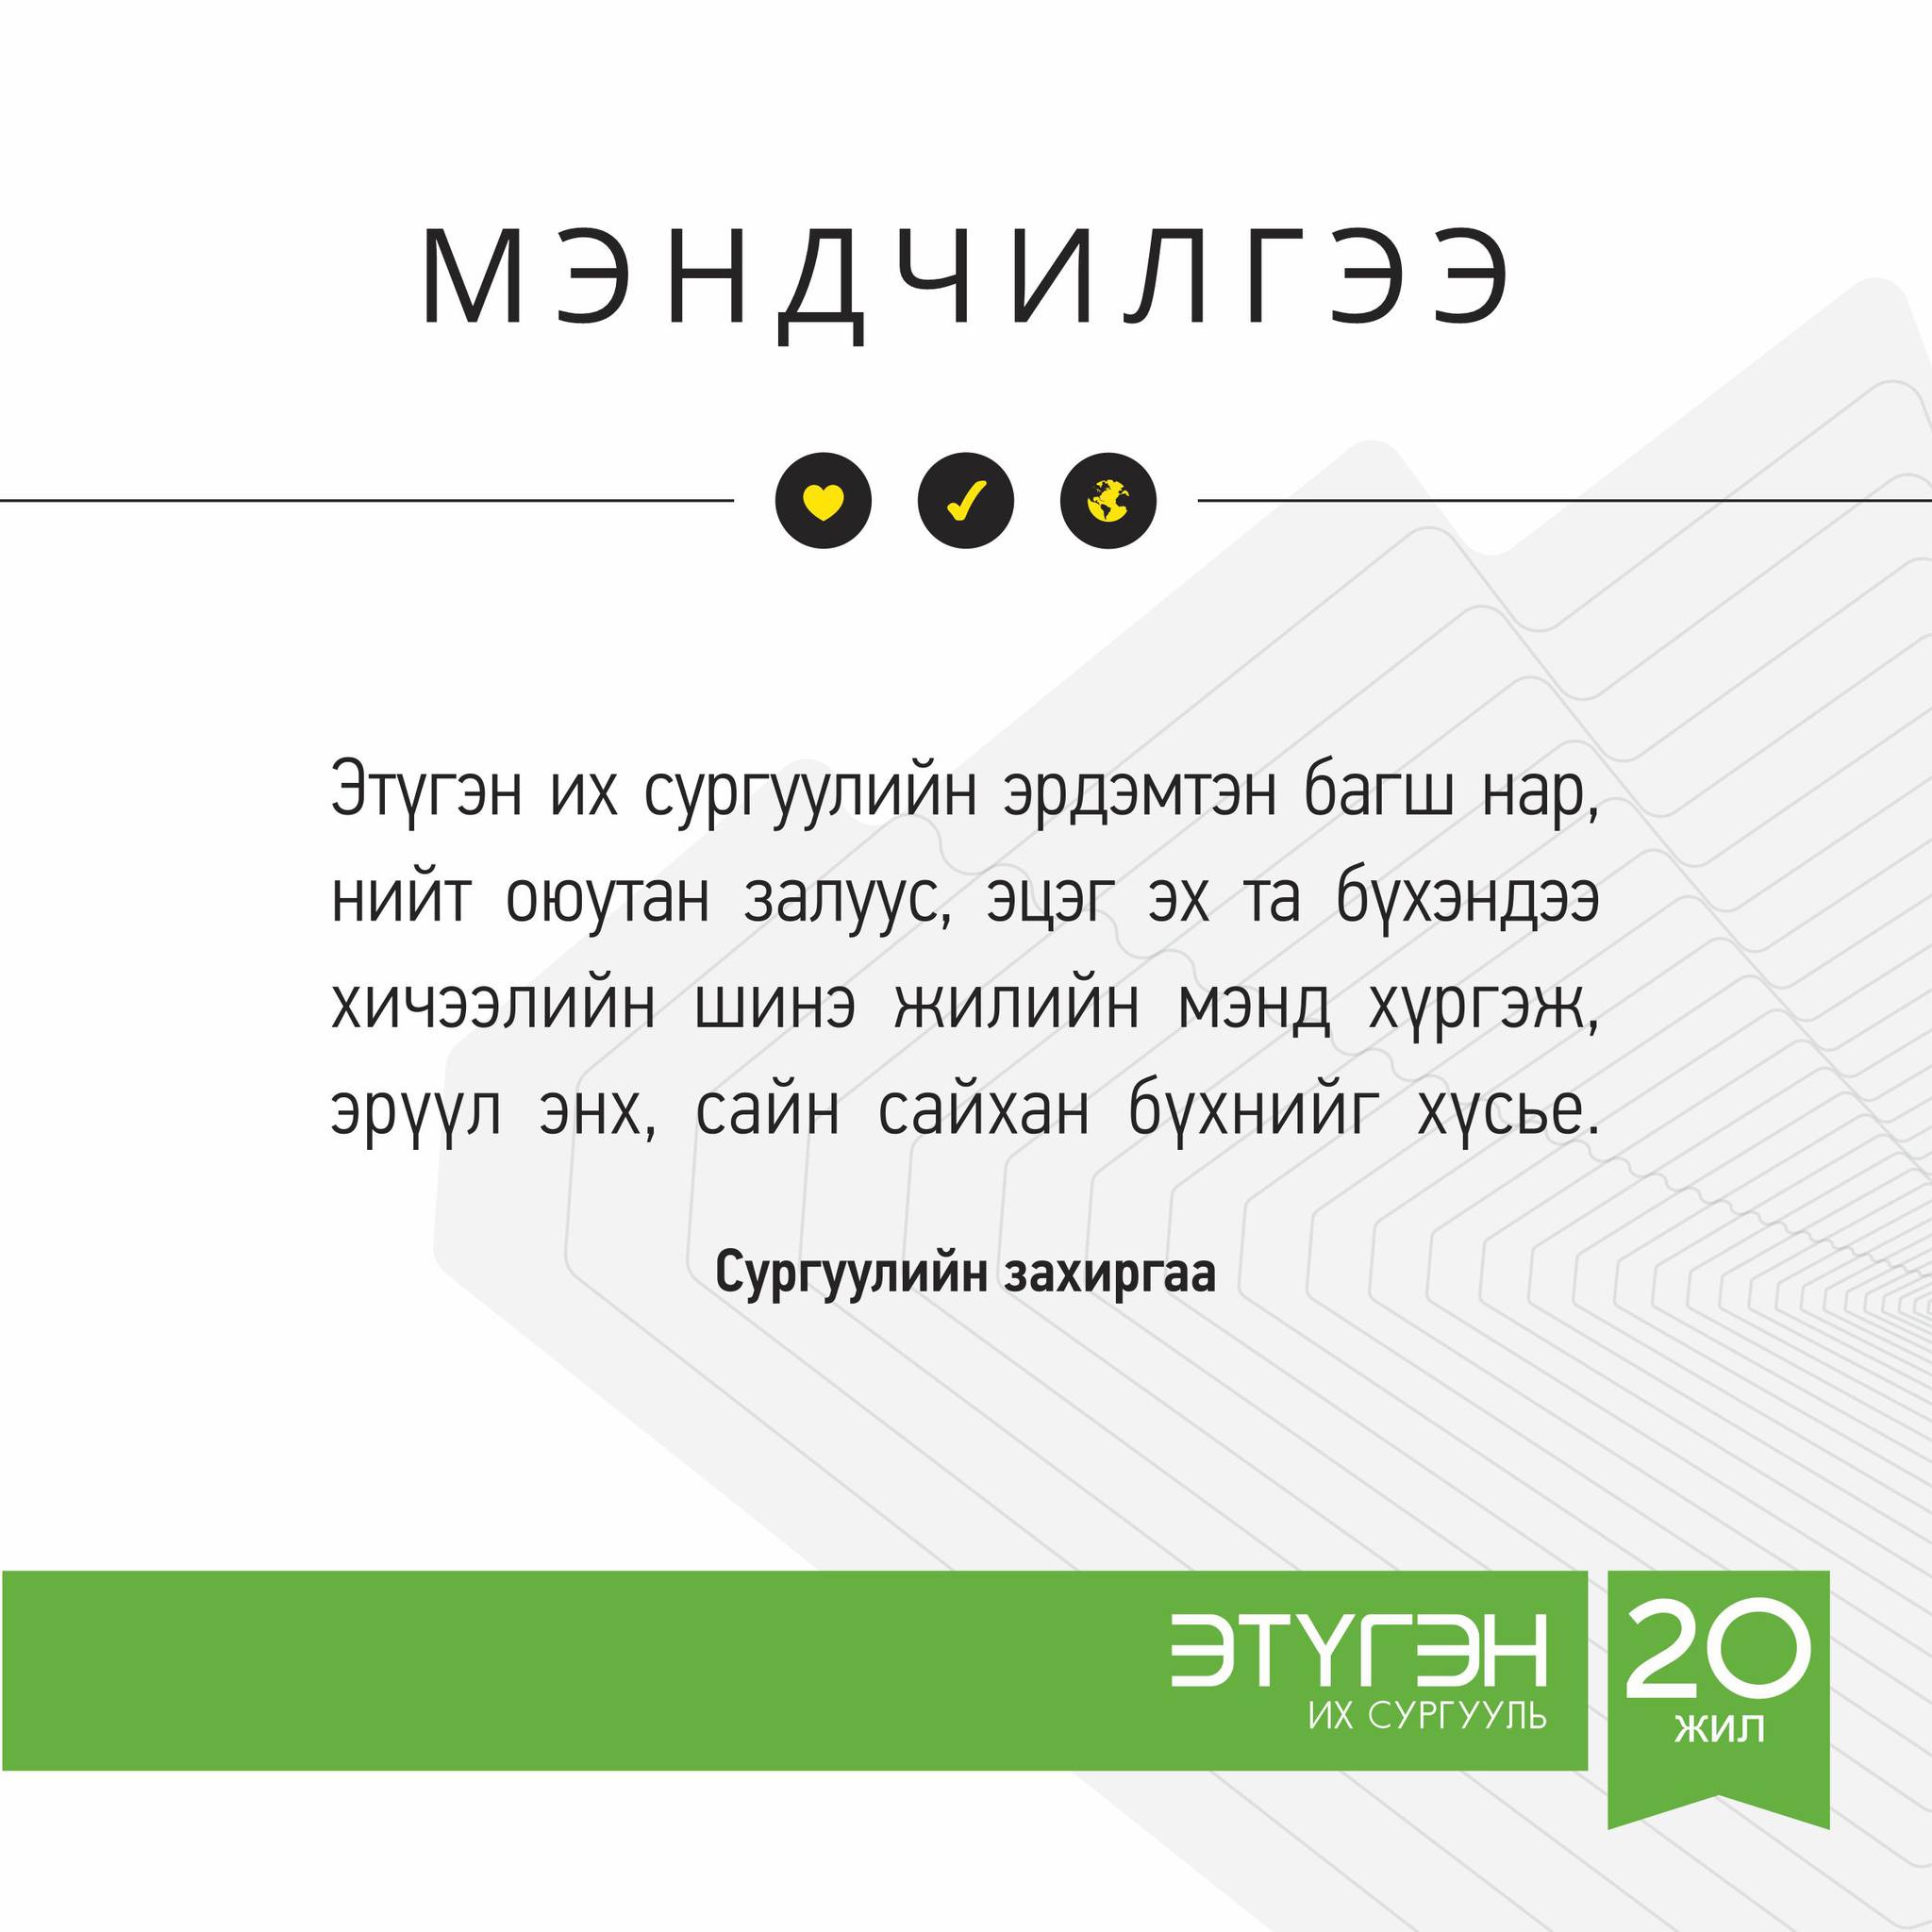 МЭНДЧИЛГЭЭ
Этүгэн их сургуулийн эрдэмтэн багш нар,
нийт оюутан залуус, эцэг эх та бүхэндээ
хичээлийн шинэ жилийн мэнд хүргэж,
эрүүл энх, сайн сайхан бүхнийг хүсье.
Сургуулийн захиргаа
ЭТҮГЭН
ИХ СУРГУУЛЬ
20
жил